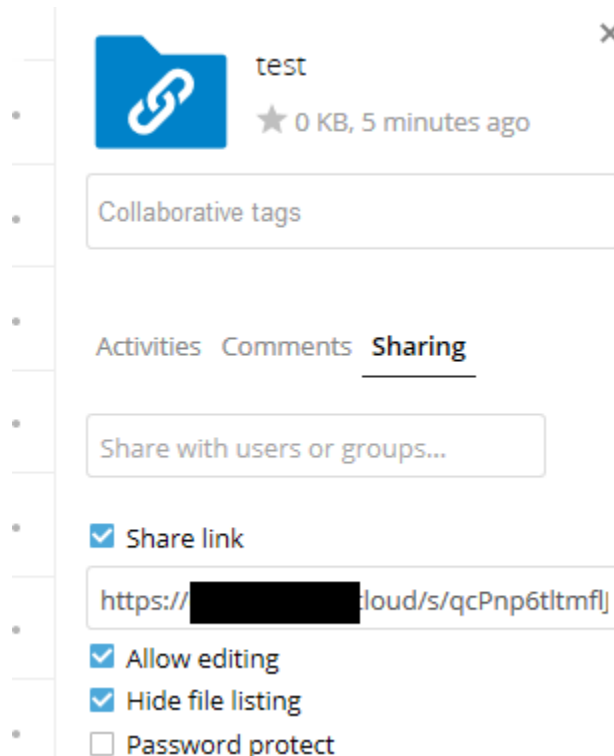 test
0 KB, 5 minutes ago
Collaborative tags
Activities Comments Sharing
Share with users or groups...
Share link
https:// cloud/s/qcPnp6tltmflJ
Allow editing
Hide file listing
Password protect